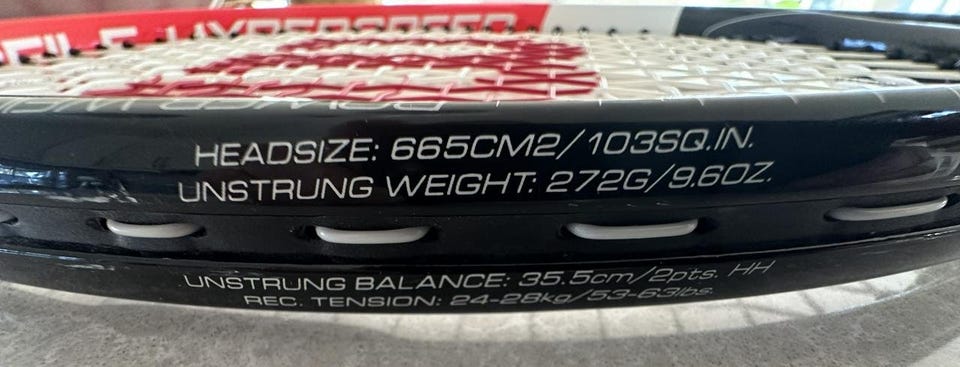 HYPERSPEED
HEADSIZE: 665CM2/103SQ.IN.
UNSTRUNG WEIGHT: 272G/9.6OZ.
UNSTRUNG BALANCE: 35.5cm/2pts. HH
REC. TENSION: 24-28kg/53-63lbs.